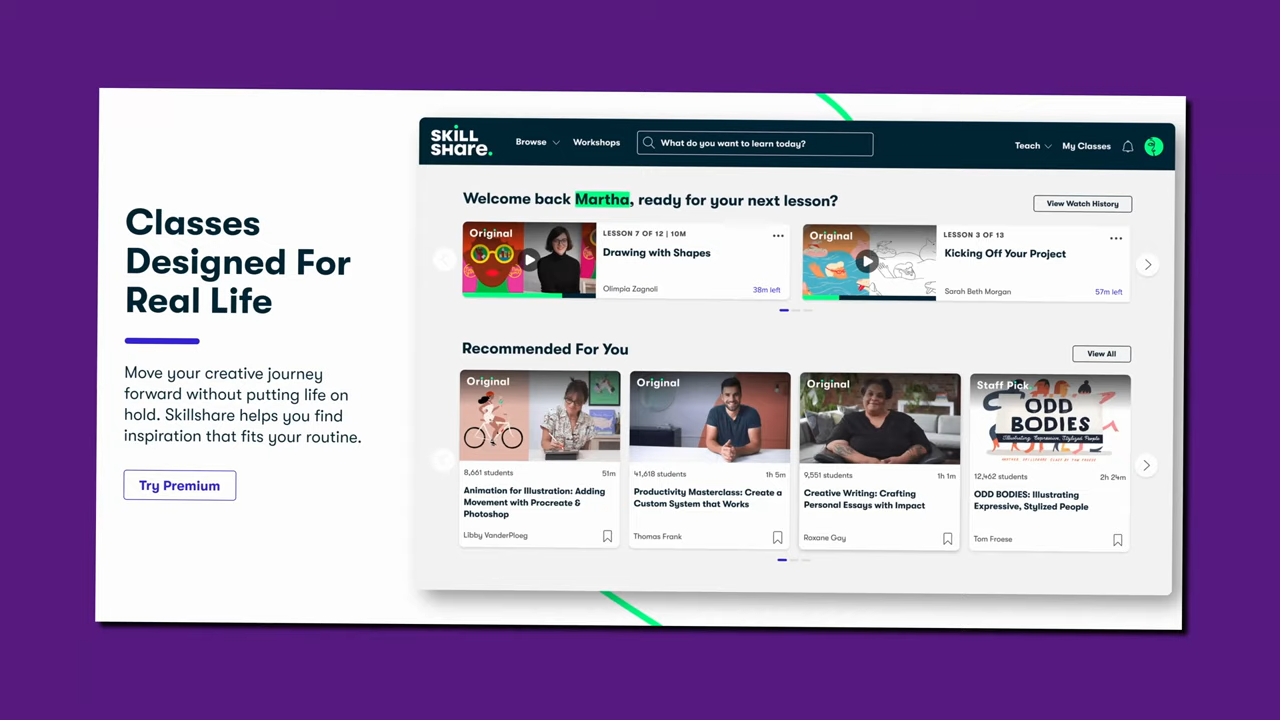 Classes
Designed For
Real Life
Move your creative journey
forward without putting life on
hold. Skillshare helps you find
inspiration that fits your routine.
Try Premium
SKILL
SHARE.
Browse
Workshops
What do you want to learn today?
Teach
My Classes
Welcome back Martha, ready for your next lesson?
View Watch History
Original
LESSON 7 OF 12 | 10M
Drawing with Shapes
Olimpia Zagnoli
38m left
Original
LESSON 3 OF 13
Kicking Off Your Project
Sarah Beth Morgan
57m left
Recommended For You
View All
Original
8,661 students
51m
Animation for Illustration: Adding
Movement with Procreate &
Photoshop
Libby VanderPloeg
Original
41,618 students
1h 5m
Productivity Masterclass: Create a
Custom System that Works
Thomas Frank
Original
9,551 students
1h 1m
Creative Writing: Crafting
Personal Essays with Impact
Roxane Gay
Staff Pick
ODD
BODIES
Illustrating Expressive, Stylized People
12,462 students
2h 24m
ODD BODIES: Illustrating
Expressive, Stylized People
Tom Froese